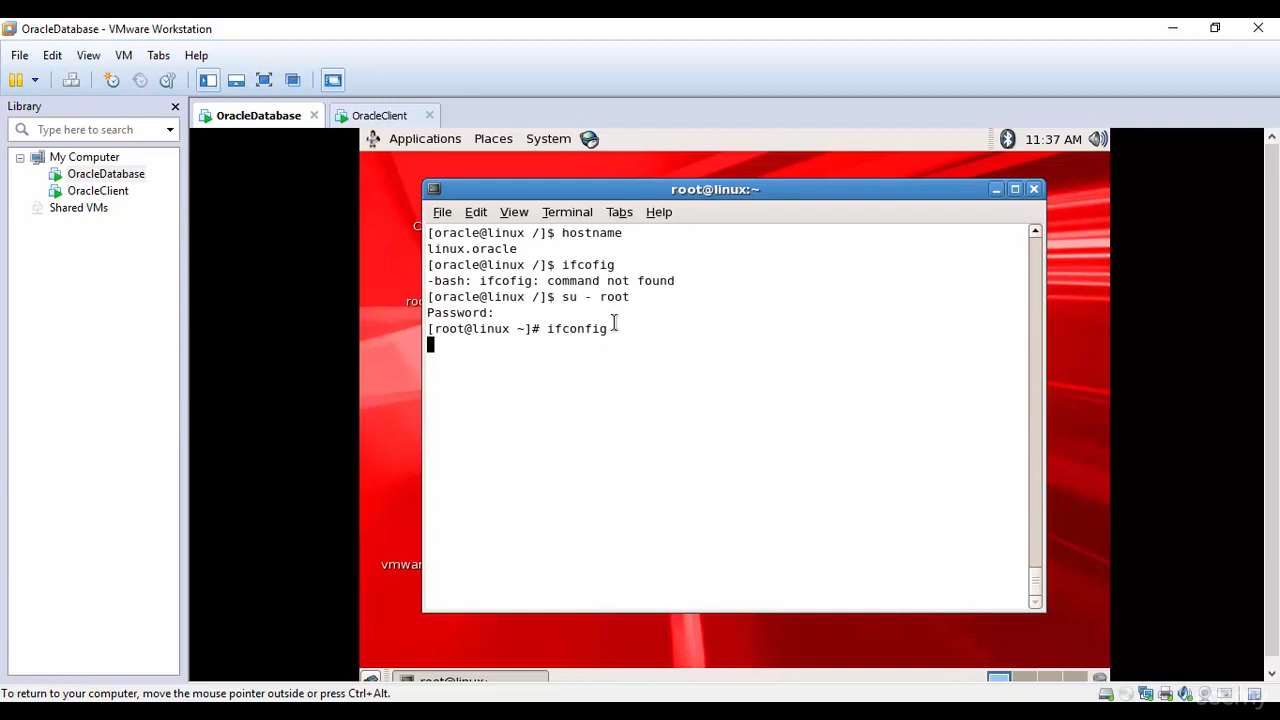 OracleDatabase - VMware Workstation
File Edit View VM Tabs Help
Library
OracleDatabase
OracleClient
Type here to search
My Computer
OracleDatabase
OracleClient
Shared VMs
Applications Places System
11:37 AM
root@linux:~
File Edit View Terminal Tabs Help
[oracle@linux /]$ hostname
linux.oracle
[oracle@linux /]$ ifcofig
-bash: ifcofig: command not found
[oracle@linux /]$ su - root
Password:
[root@linux ~]# ifconfig
To return to your computer, move the mouse pointer outside or press Ctrl+Alt.